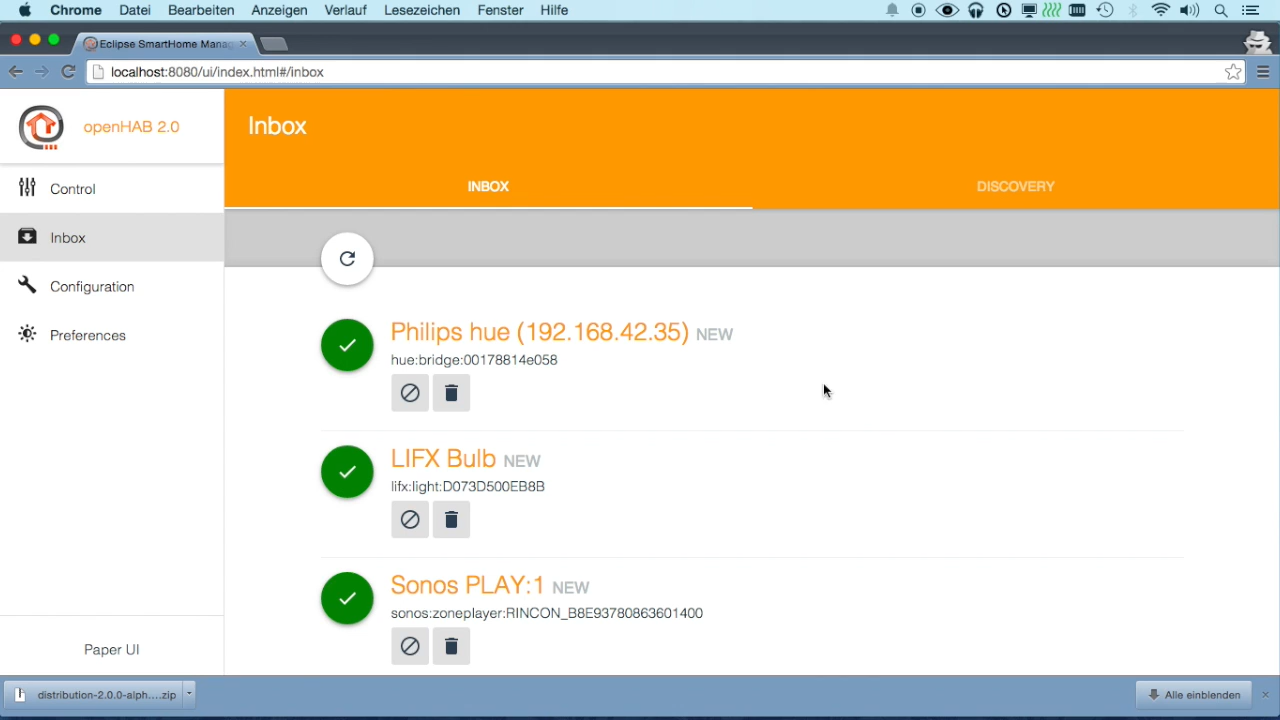 Chrome Datei Bearbeiten Anzeigen Verlauf Lesezeichen Fenster Hilfe
Eclipse SmartHome Mana
localhost:8080/ui/index.html#/inbox
openHAB 2.0
Inbox
INBOX DISCOVERY
Control
Inbox
Configuration
Preferences
Philips hue (192.168.42.35) NEW
hue:bridge:00178814e058
LIFX Bulb NEW
lifx:light:D073D500EB8B
Sonos PLAY:1 NEW
sonos:zoneplayer:RINCON_B8E93780863601400
Paper UI
distribution-2.0.0-alph....zip
Alle einblenden